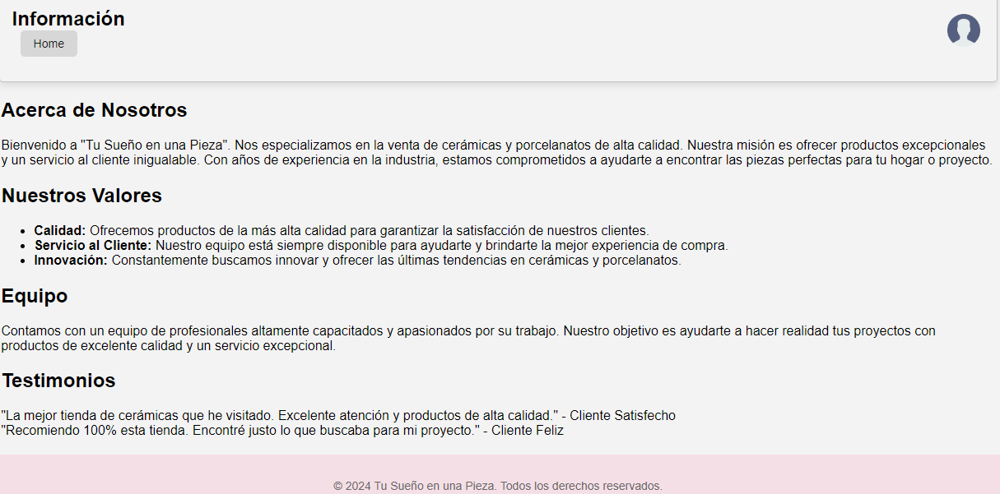 Información
Home
Acerca de Nosotros
Bienvenido a "Tu Sueño en una Pieza". Nos especializamos en la venta de cerámicas y porcelanatos de alta calidad. Nuestra misión es ofrecer productos excepcionales
y un servicio al cliente inigualable. Con años de experiencia en la industria, estamos comprometidos a ayudarte a encontrar las piezas perfectas para tu hogar o proyecto.
Nuestros Valores
• Calidad: Ofrecemos productos de la más alta calidad para garantizar la satisfacción de nuestros clientes.
• Servicio al Cliente: Nuestro equipo está siempre disponible para ayudarte y brindarte la mejor experiencia de compra.
• Innovación: Constantemente buscamos innovar y ofrecer las últimas tendencias en cerámicas y porcelanatos.
Equipo
Contamos con un equipo de profesionales altamente capacitados y apasionados por su trabajo. Nuestro objetivo es ayudarte a hacer realidad tus proyectos con
productos de excelente calidad y un servicio excepcional.
Testimonios
"La mejor tienda de cerámicas que he visitado. Excelente atención y productos de alta calidad." - Cliente Satisfecho
"Recomiendo 100% esta tienda. Encontré justo lo que buscaba para mi proyecto." - Cliente Feliz
© 2024 Tu Sueño en una Pieza. Todos los derechos reservados.